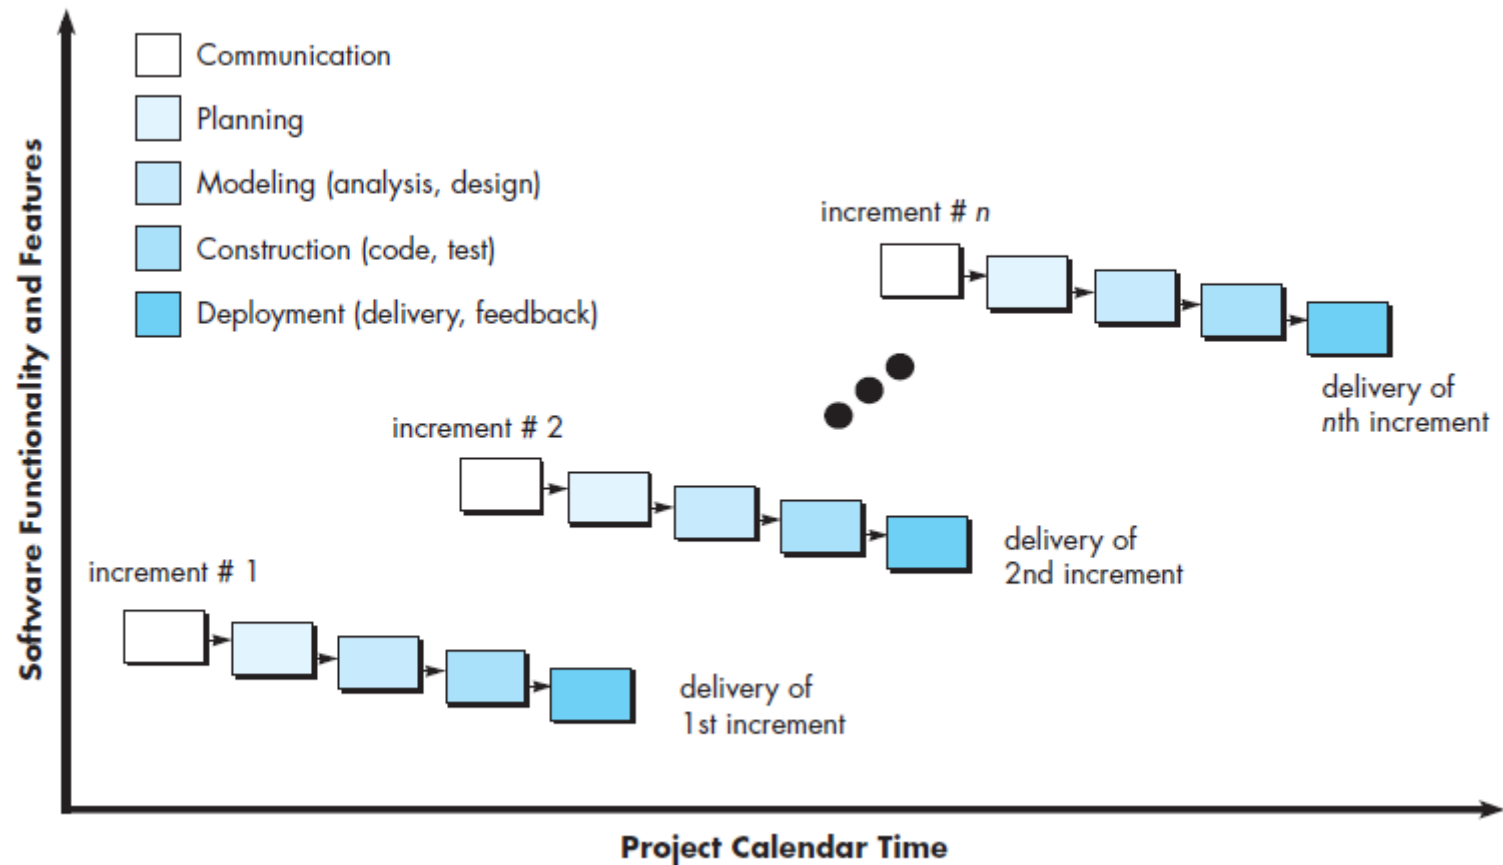 Software Functionality and Features
Communication
Planning
Modeling (analysis, design)
Construction (code, test)
Deployment (delivery, feedback)
increment # n
delivery of
nth increment
increment # 2
delivery of
2nd increment
increment # 1
delivery of
1st increment
Project Calendar Time